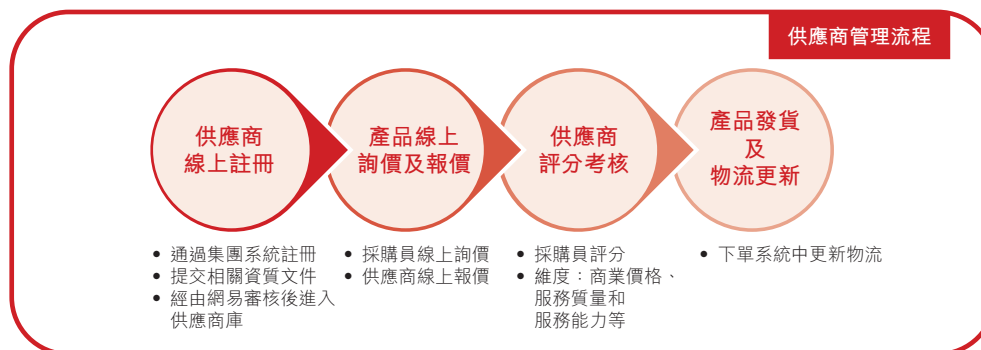 供應商管理流程
供應商
線上註冊
產品線上
詢價及報價
供應商
評分考核
產品發貨
及
物流更新
• 通過集團系統註冊
• 提交相關資質文件
• 經由網易審核後進入
供應商庫
• 採購員線上詢價
• 供應商線上報價
• 採購員評分
• 維度：商業價格、
服務質量和
服務能力等
• 下單系統中更新物流